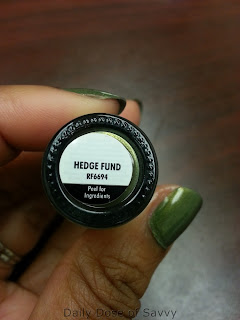 HEDGE FUND
RF6694
Peel for
Ingredients
Daily Dose of Savvy